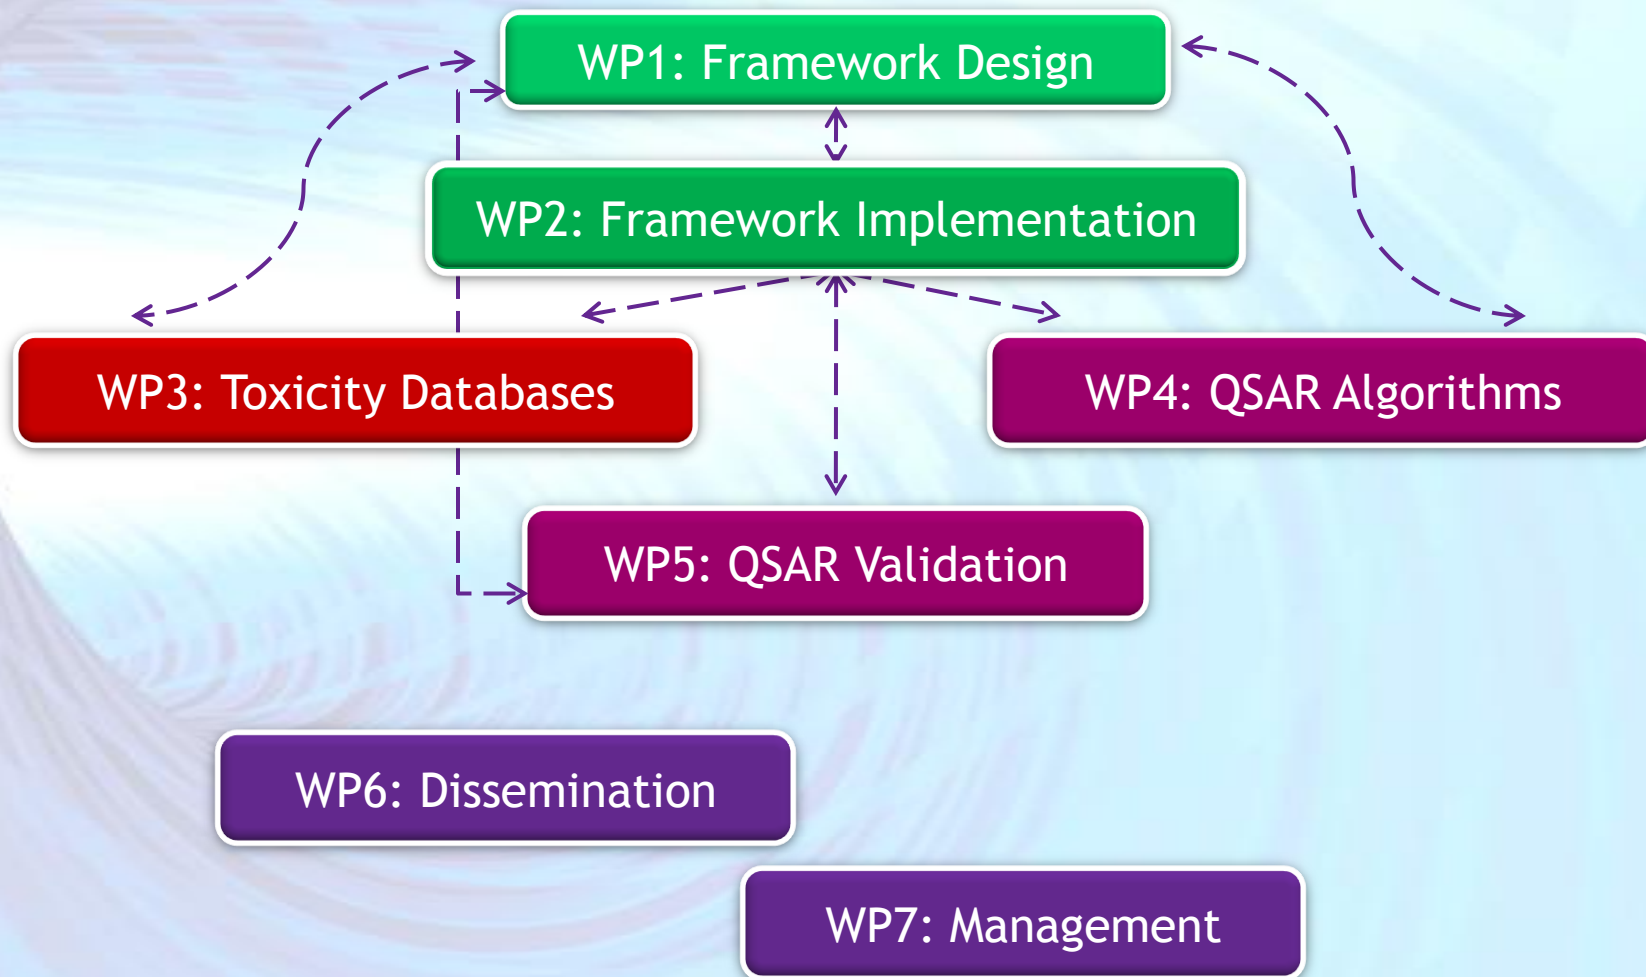 WP1: Framework Design
WP2: Framework Implementation
WP3: Toxicity Databases
WP4: QSAR Algorithms
WP5: QSAR Validation
WP6: Dissemination
WP7: Management